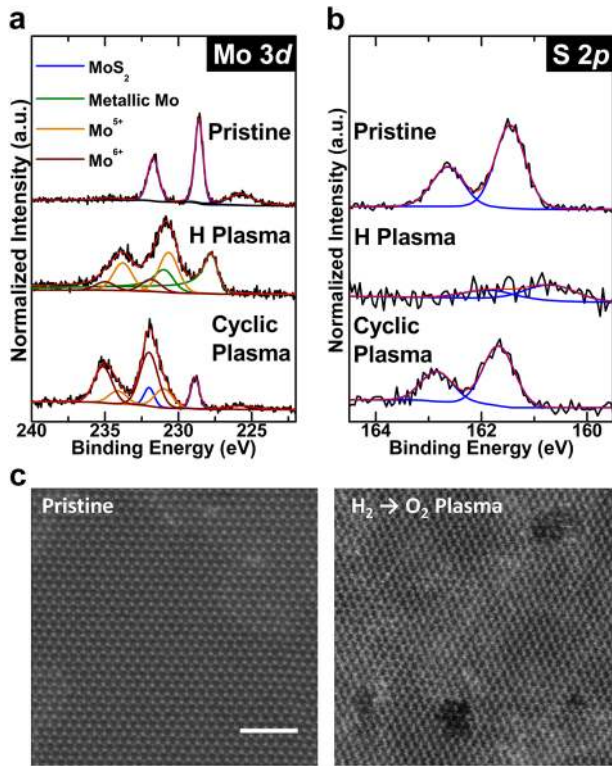 a
Mo 3d
MoS2
Metallic Mo
Mo5+
Mo6+
Pristine
H Plasma
Cyclic
Plasma
Normalized Intensity (a.u.)
240 235 230 225
Binding Energy (eV)
b
S 2p
Pristine
H Plasma
Cyclic
Plasma
Normalized Intensity (a.u.)
164 162 160
Binding Energy (eV)
c
Pristine
H2 → O2 Plasma